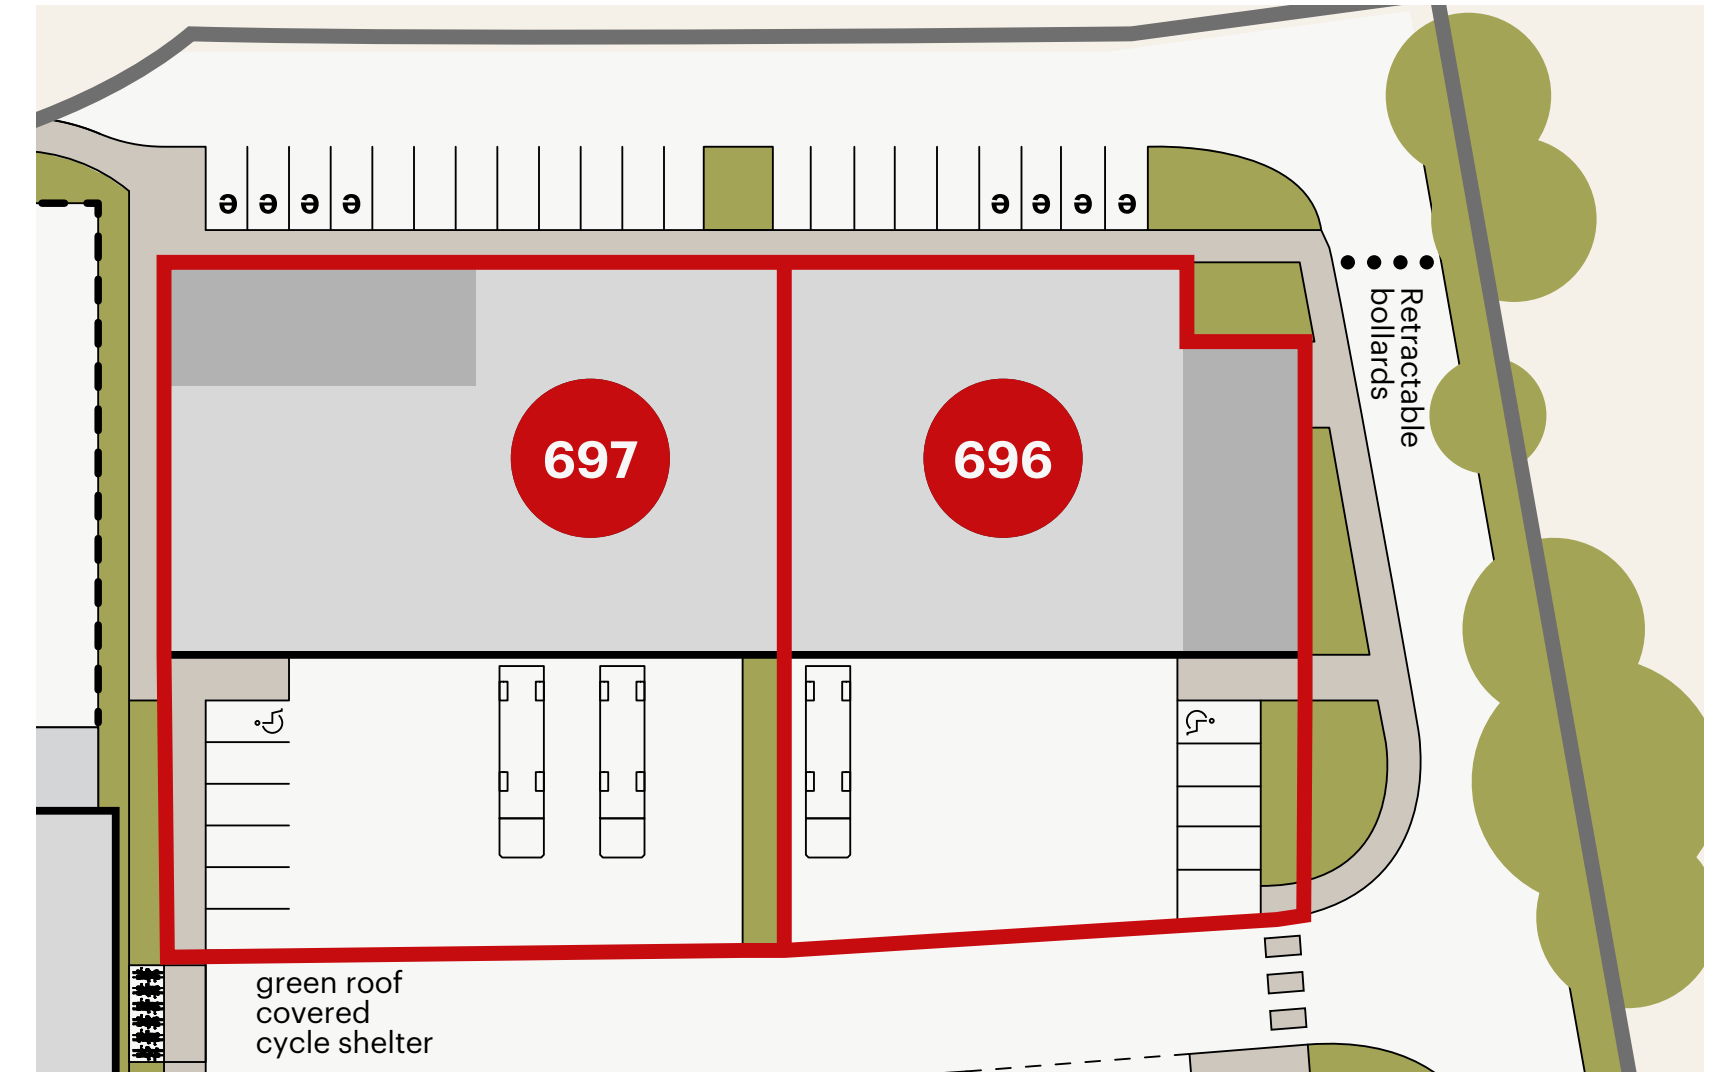 ə ə ə ə
ə ə ə ə
Retractable
bollards
697
696
green roof
covered
cycle shelter